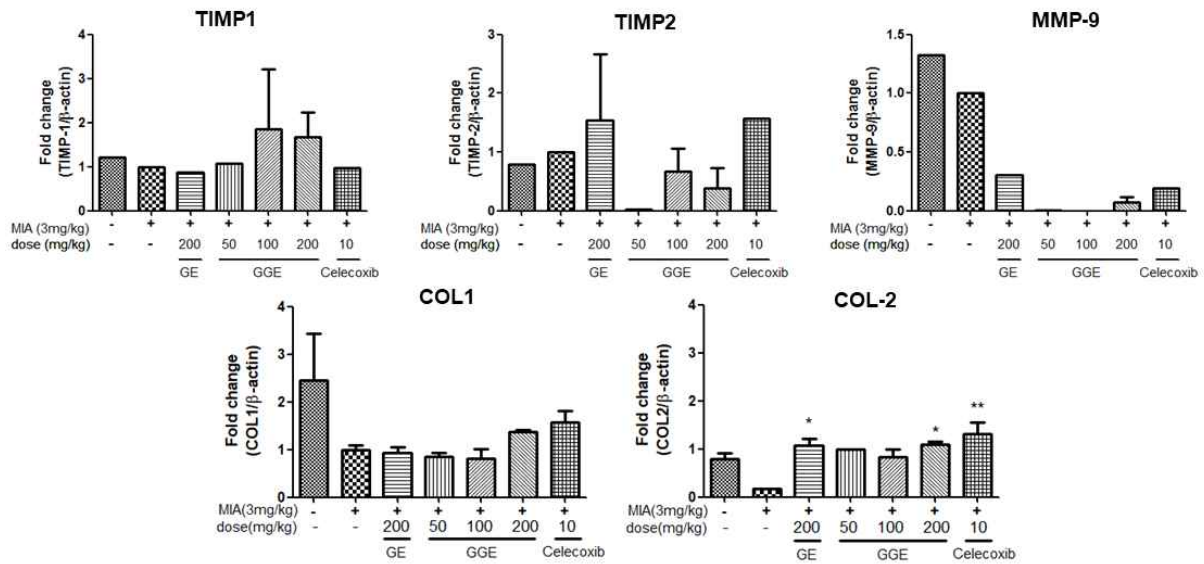 TIMP1
Fold change
(TIMP-1/β-actin)
4
3
2
1
0
MIA (3mg/kg) - + + + + + +
dose (mg/kg) - - 200 50 100 200 10
GE GGE Celecoxib
TIMP2
Fold change
(TIMP-2/β-actin)
3
2
1
0
MIA (3mg/kg) - + + + + + +
dose (mg/kg) - - 200 50 100 200 10
GE GGE Celecoxib
MMP-9
Fold change
(MMP-9/β-actin)
1.5
1.0
0.5
0.0
MIA (3mg/kg) - + + + + + +
dose (mg/kg) - - 200 50 100 200 10
GE GGE Celecoxib
COL1
Fold change
(COL1/β-actin)
4
3
2
1
0
MIA(3mg/kg) - + + + + + +
dose(mg/kg) - - 200 50 100 200 10
GE GGE Celecoxib
COL-2
Fold change
(COL2/β-actin)
4
3
2
1
0
* * **
MIA(3mg/kg) - + + + + + +
dose(mg/kg) - - 200 50 100 200 10
GE GGE Celecoxib